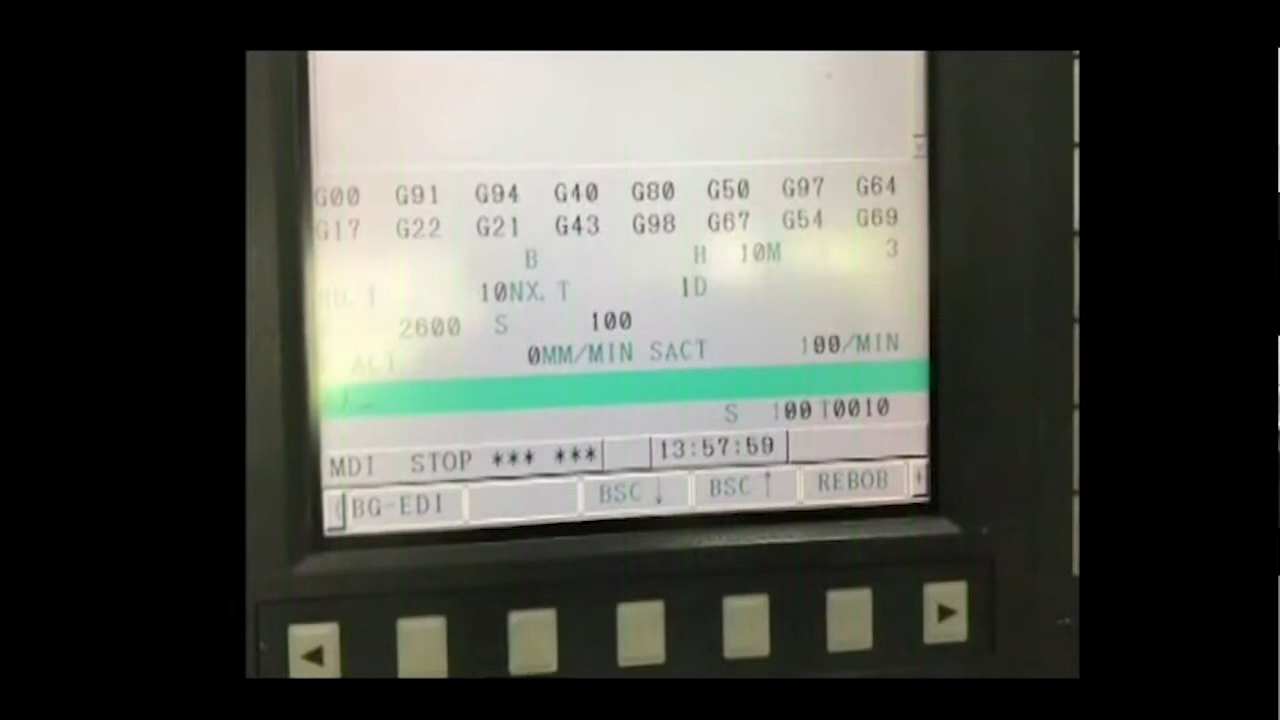 G00 G91 G94 G40 G80 G50 G97 G64
G17 G22 G21 G43 G98 G67 G54 G69
B H 10M 3
10NX. T 1D
2600 S 100
ACT 0MM/MIN SACT 100/MIN
S 100 T0010
MDI STOP *** *** 13:57:59
(BG-EDI BSC↓ BSC↑ REBOB +